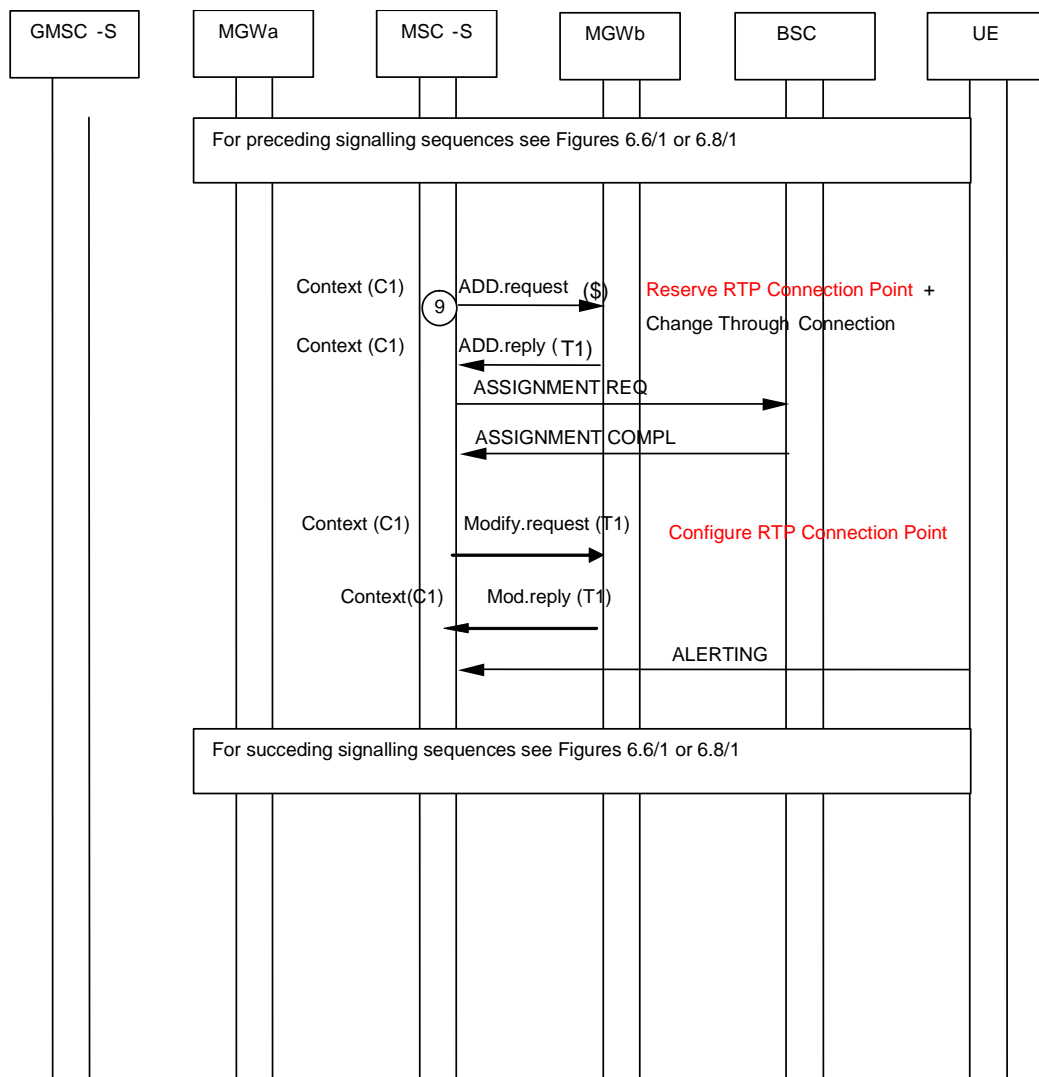 GMSC -S
MGWa
MSC -S
MGWb
BSC
UE
For preceding signalling sequences see Figures 6.6/1 or 6.8/1
Context (C1)
ADD.request ($)
Reserve RTP Connection Point +
9
Change Through Connection
Context (C1)
ADD.reply ( T1)
ASSIGNMENT REQ
ASSIGNMENT COMPL
Context (C1)
Modify.request (T1)
Configure RTP Connection Point
Context(C1)
Mod.reply (T1)
ALERTING
For succeding signalling sequences see Figures 6.6/1 or 6.8/1